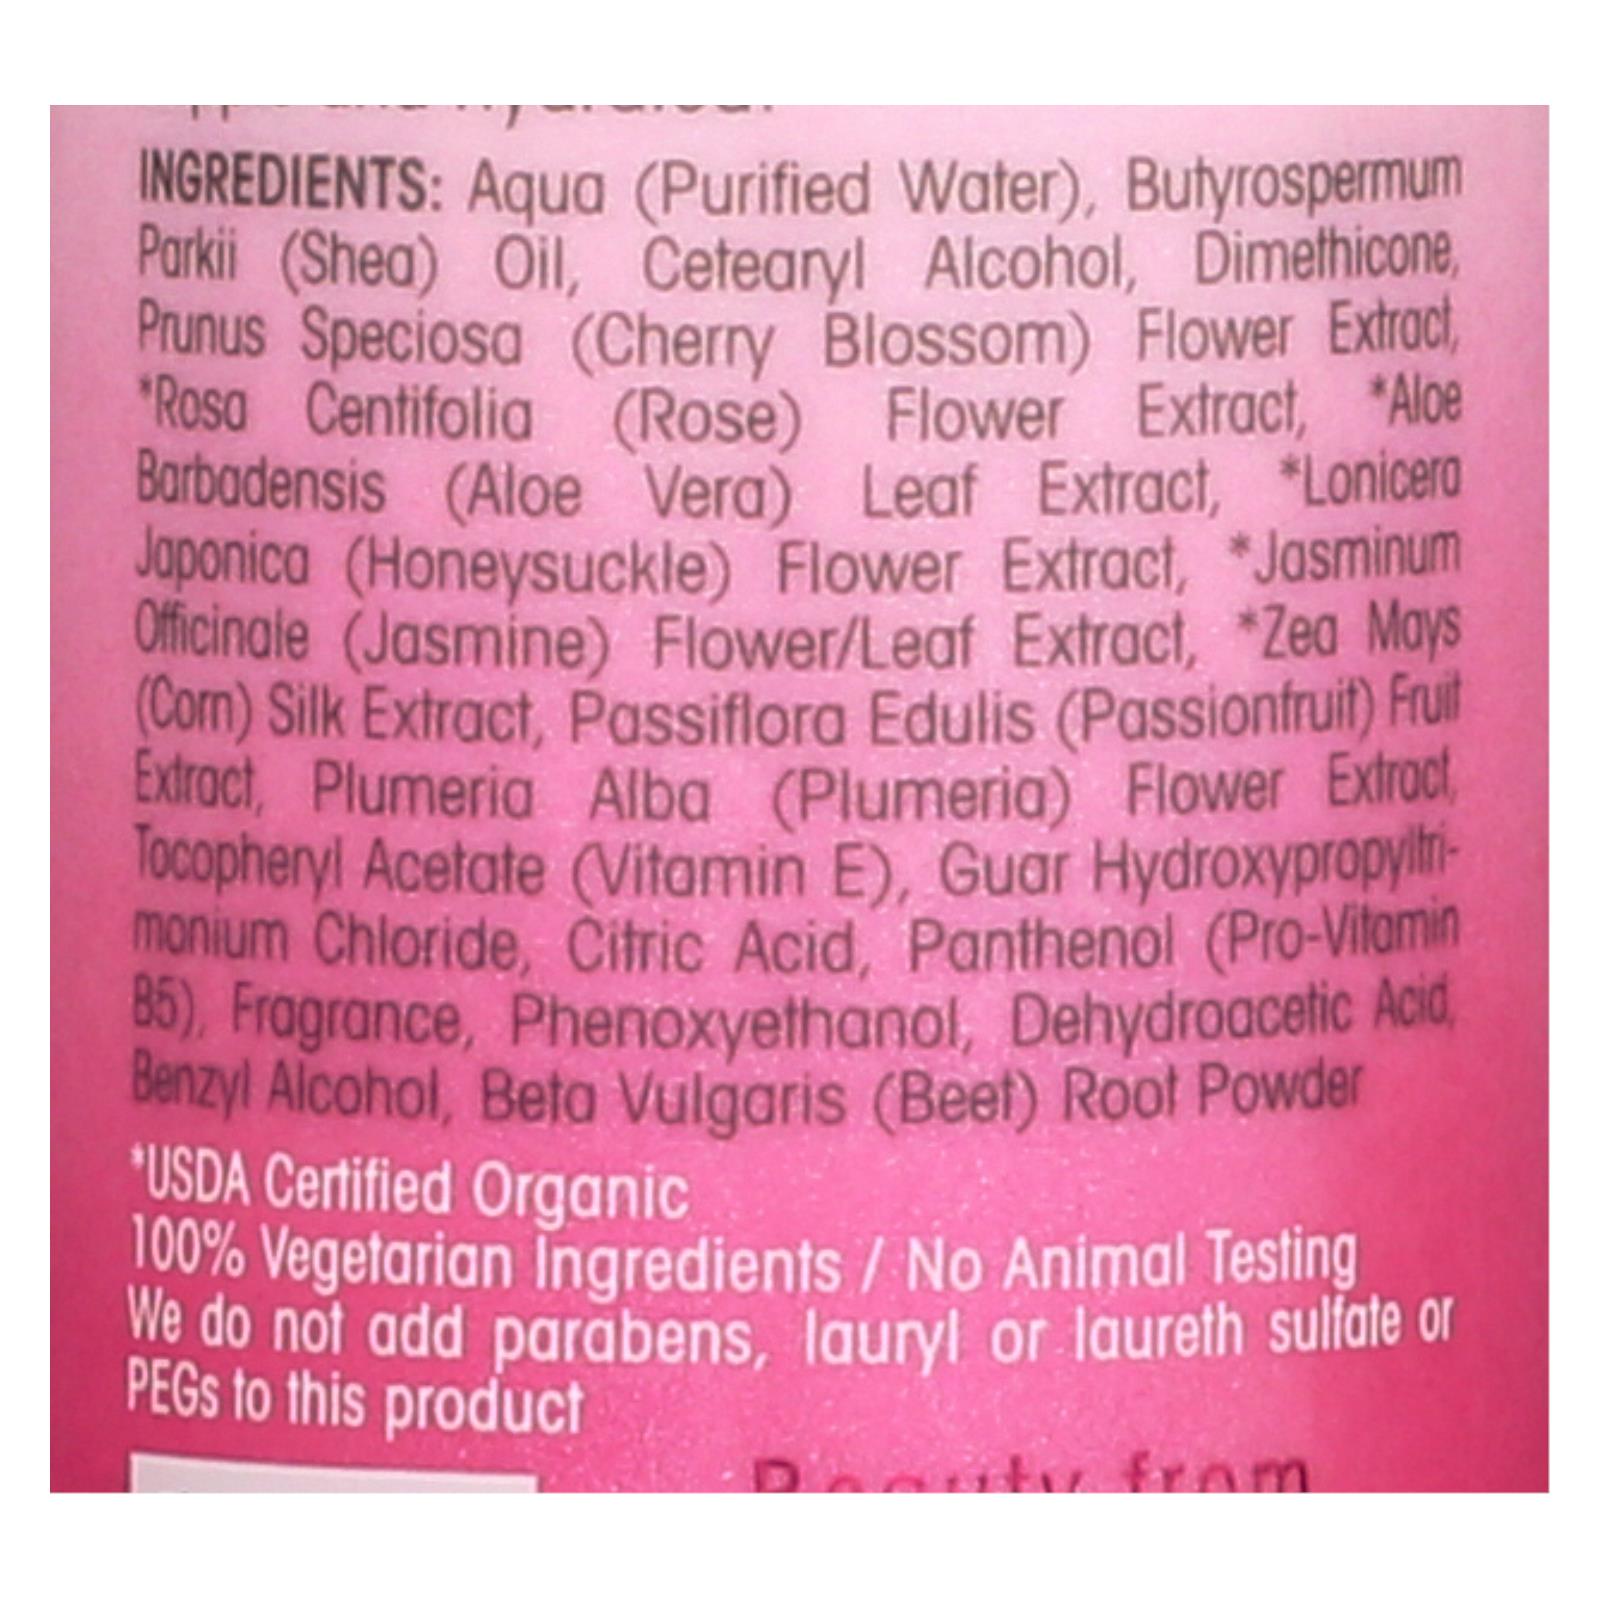 INGREDIENTS: Aqua (Purified Water), Butyrospermum
Parkii (Shea) Oil, Cetearyl Alcohol, Dimethicone,
Prunus Speciosa (Cherry Blossom) Flower Extract,
*Rosa Centifolia (Rose) Flower Extract, *Aloe
Barbadensis (Aloe Vera) Leaf Extract, *Lonicera
Japonica (Honeysuckle) Flower Extract, *Jasminum
Officinale (Jasmine) Flower/Leaf Extract, *Zea Mays
(Corn) Silk Extract, Passiflora Edulis (Passionfruit) Fruit
Extract, Plumeria Alba (Plumeria) Flower Extract,
Tocopheryl Acetate (Vitamin E), Guar Hydroxypropyltri-
monium Chloride, Citric Acid, Panthenol (Pro-Vitamin
B5), Fragrance, Phenoxyethanol, Dehydroacetic Acid,
Benzyl Alcohol, Beta Vulgaris (Beet) Root Powder
*USDA Certified Organic
100% Vegetarian Ingredients / No Animal Testing
We do not add parabens, lauryl or laureth sulfate or
PEGs to this product
Beauty from